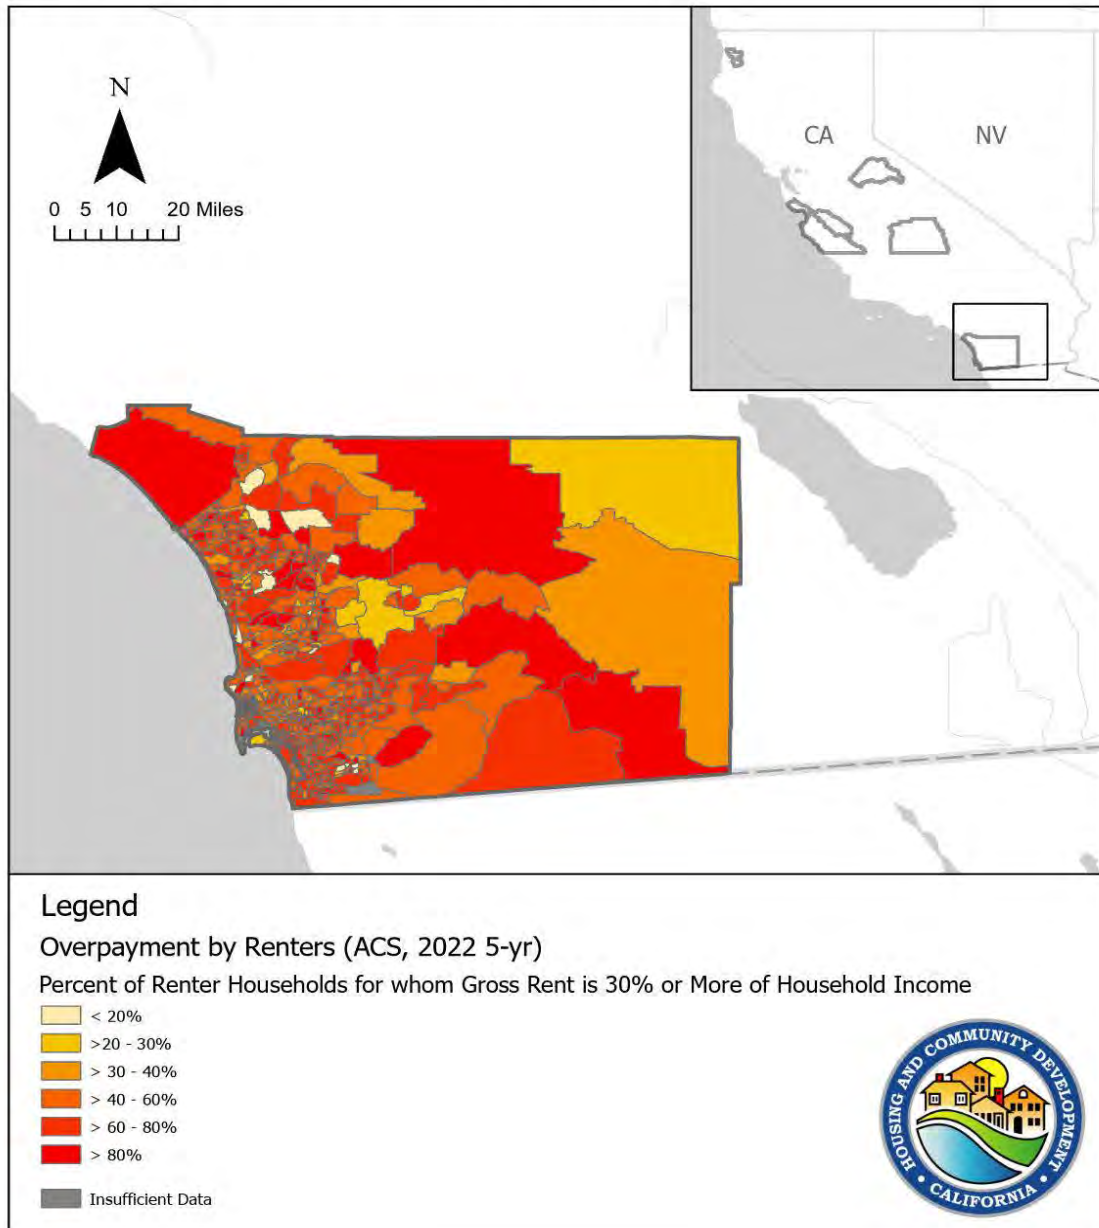 N
0 5 10 20 Miles
CA
NV
Legend
Overpayment by Renters (ACS, 2022 5-yr)
Percent of Renter Households for whom Gross Rent is 30% or More of Household Income
< 20%
>20 - 30%
> 30 - 40%
> 40 - 60%
> 60 - 80%
> 80%
Insufficient Data
HOUSING AND COMMUNITY DEVELOPMENT
• CALIFORNIA •